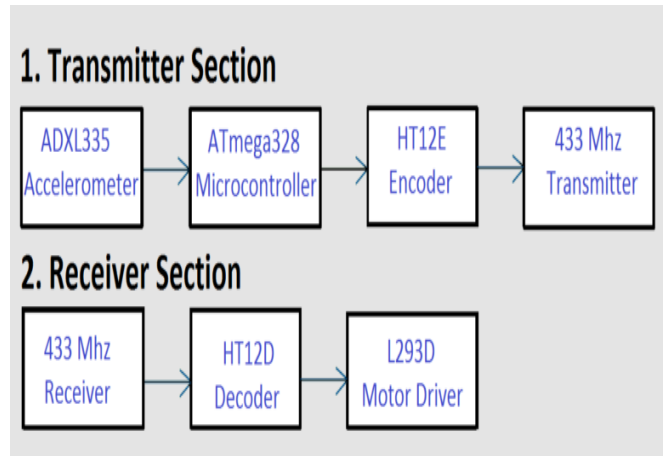 1. Transmitter Section
ADXL335
Accelerometer
ATmega328
Microcontroller
HT12E
Encoder
433 Mhz
Transmitter
2. Receiver Section
433 Mhz
Receiver
HT12D
Decoder
L293D
Motor Driver